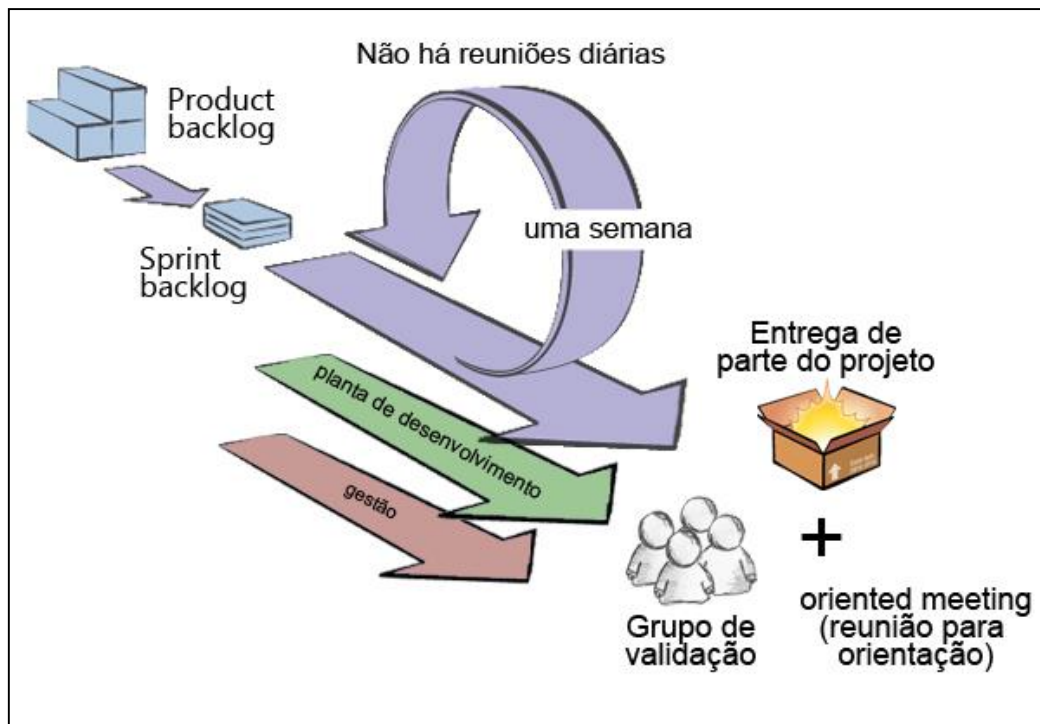 Não há reuniões diárias
Product
backlog
uma semana
Sprint
backlog
Entrega de
parte do projeto
planta de desenvolvimento
gestão
+
Grupo de
validação
oriented meeting
(reunião para
orientação)